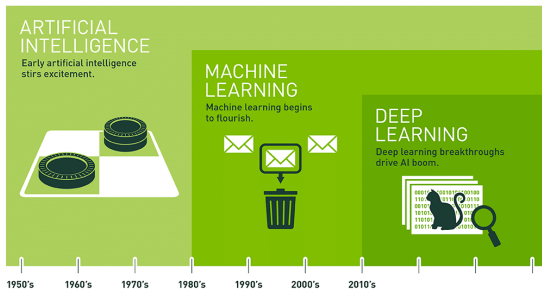 ARTIFICIAL
INTELLIGENCE
Early artificial intelligence
stirs excitement.
MACHINE
LEARNING
Machine learning begins
to flourish.
DEEP
LEARNING
Deep learning breakthroughs
drive AI boom.
1950's 1960's 1970's 1980's 1990's 2000's 2010's